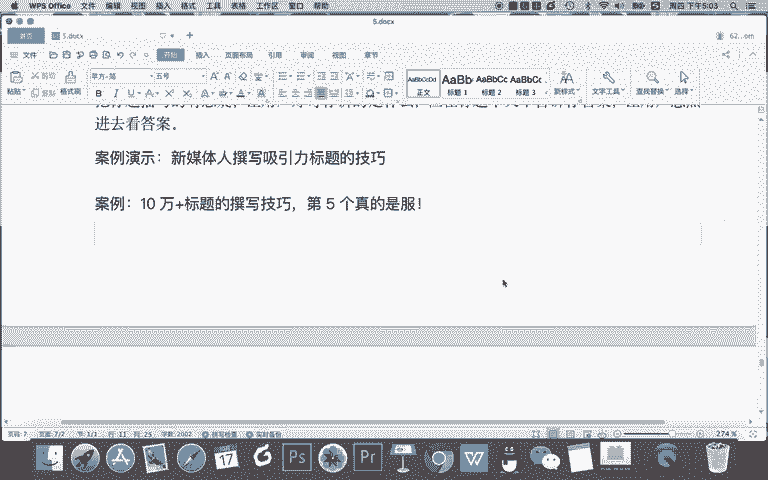 WPS Office 文件 编辑 视图 插入 格式 工具 表格 工作区 窗口 帮助
周四 下午5:03
5.docx
首页 5.docx
62...om
文件 开始 插入 页面布局 引用 审阅 视图 章节
粘贴 剪切 复制 格式刷
苹方-简 五号
AaBbCcDd AaBb AaBbCc AaBbCc
正文 标题 1 标题 2 标题 3
新样式 文字工具 查找替换 选择
进去看答案。
案例演示：新媒体人撰写吸引力标题的技巧
案例：10 万+标题的撰写技巧，第 5 个真的是服！
页码: 7 页面: 7/7 节: 1/1 行: 11 列: 25 字数: 2002 拼写检查 实时备份
274 %
17
Ps
Pr
W